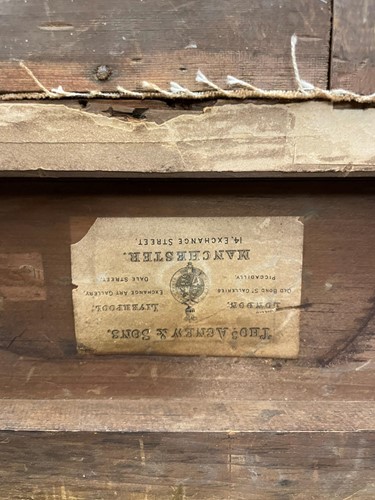 THOS AGNEW & SONS.
LONDON. LIVERPOOL.
OLD BOND ST GALLERIES EXCHANGE ART GALLERY,
PICCADILLY. DALE STREET.
MANCHESTER.
14, EXCHANGE STREET.